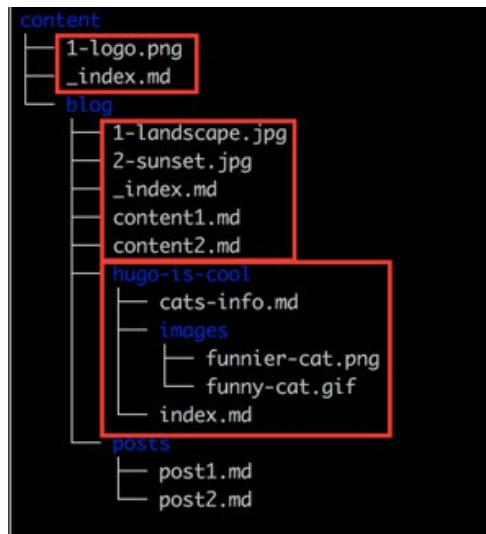 content
1-logo.png
_index.md
blog
1-landscape.jpg
2-sunset.jpg
_index.md
content1.md
content2.md
hugo-is-cool
cats-info.md
images
funnier-cat.png
funny-cat.gif
index.md
posts
post1.md
post2.md